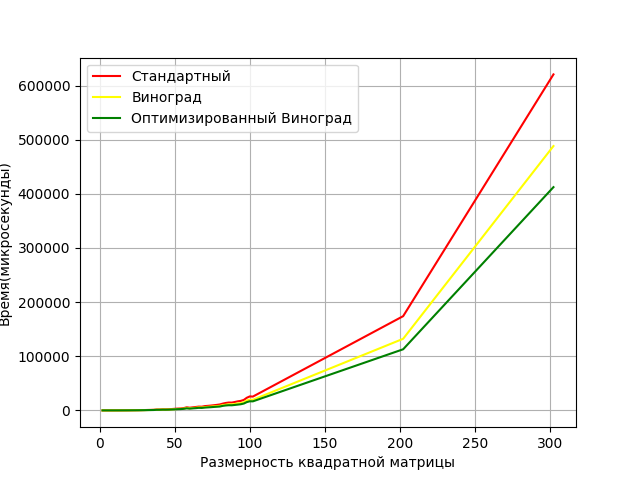 Стандартный
Виноград
Оптимизированный Виноград
600000
500000
400000
300000
200000
100000
0
Время(микросекунды)
0 50 100 150 200 250 300
Размерность квадратной матрицы